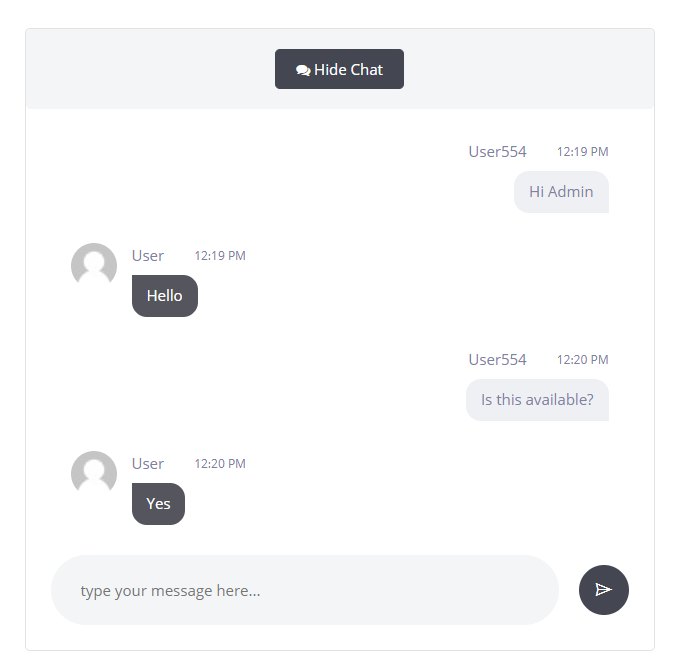 Hide Chat
User554 12:19 PM
Hi Admin
User 12:19 PM
Hello
User554 12:20 PM
Is this available?
User 12:20 PM
Yes
type your message here...